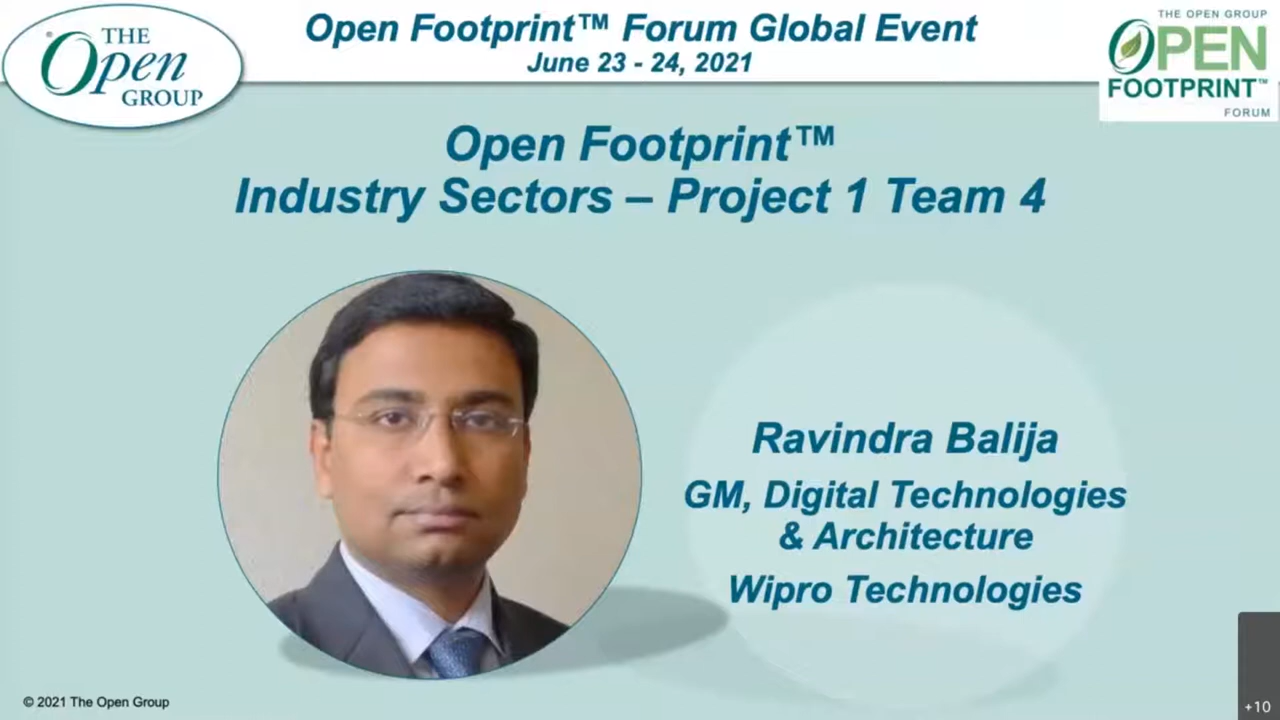 THE
Open
GROUP
Open Footprint™ Forum Global Event
June 23 - 24, 2021
THE OPEN GROUP
OPEN
FOOTPRINT™
FORUM
Open Footprint™
Industry Sectors – Project 1 Team 4
Ravindra Balija
GM, Digital Technologies
& Architecture
Wipro Technologies
© 2021 The Open Group
+10